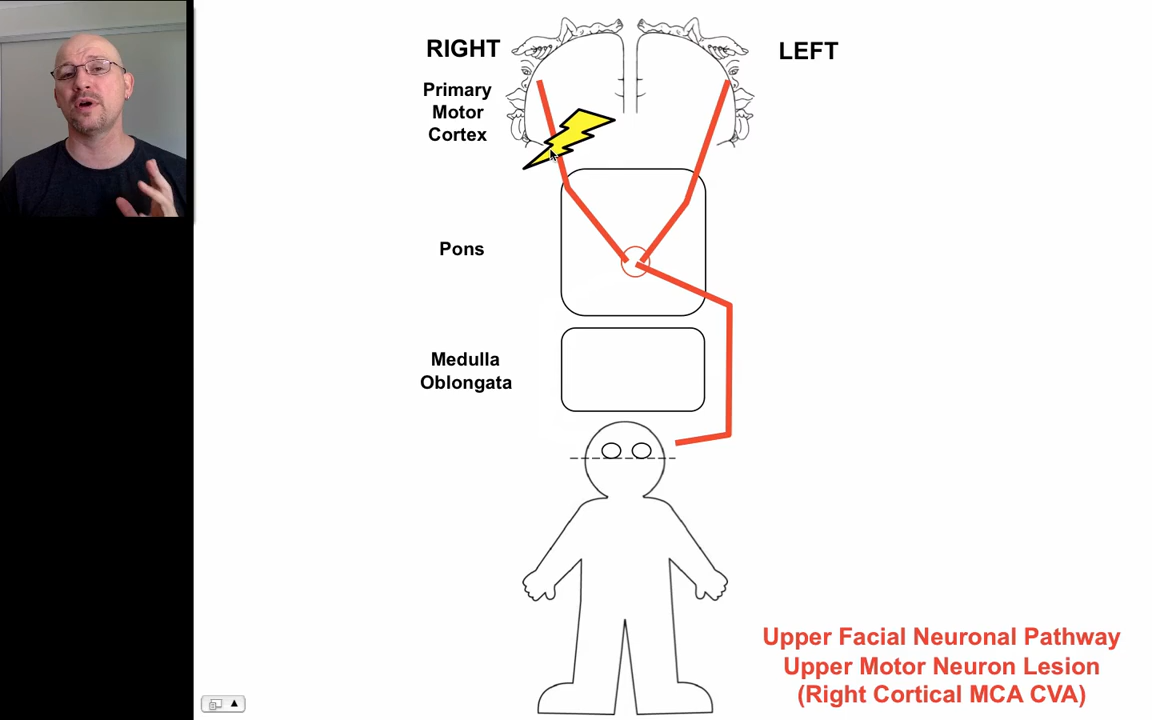 RIGHT
LEFT
Primary
Motor
Cortex
Pons
Medulla
Oblongata
Upper Facial Neuronal Pathway
Upper Motor Neuron Lesion
(Right Cortical MCA CVA)